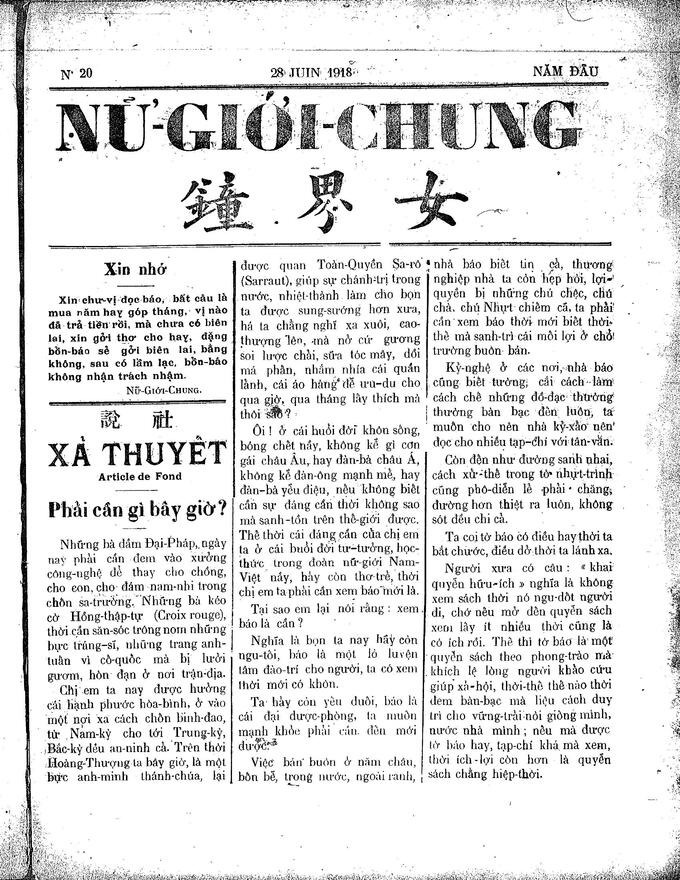 Nº 20
28 JUIN 1918
NĂM ĐẦU
NỮ-GIỚI-CHUNG
鐘 界 女
Xin nhớ
Xin chư-vị đọc-báo, bất câu là
mua năm hay góp tháng, vị nào
đã trả tiền rồi, mà chưa có biên
lai, xin gởi thơ cho hay, đặng
bổn-báo sẽ gởi biên lai, bằng
không, sau có lầm lạc, bổn-báo
không nhận trách nhậm.
NỮ-GIỚI-CHUNG.
說 社
XÃ THUYẾT
Article de Fond
Phải cần gì bây giờ?
Những bà đầm Đại-Pháp, ngày
nay phải cần đem vào xưởng
công-nghệ để thay cho chồng,
cho con, cho đám nam-nhi trong
chốn sa-trường. Những bà kéo
cờ Hồng-thập-tự (Croix rouge),
thời cần săn-sóc trông nom những
bực tráng-sĩ, những trang anh-
tuấn vì cố-quốc mà bị lưởi
gươm, hòn đạn ở nơi trận-địa.
Chị em ta nay được hưởng
cái hạnh phước hòa-bình, ở vào
một nơi xa cách chốn binh-đao,
từ Nam-kỳ cho tới Trung-kỳ,
Bắc-kỳ đều an-ninh cả. Trên thời
Hoàng-Thượng ta bây giờ, là một
bực anh-minh thánh-chúa, lại
được quan Toàn-Quyền Sa-rô
(Sarraut), giúp sự chánh-trị trong
nước, nhiệt-thành làm cho bọn
ta được sung-sướng hơn xưa,
há ta chẳng nghĩ xa xuôi, cao-
thượng lên, mà nở cứ gương
soi lược chải, sữa tóc mây, dồi
má phấn, nhắm nhía cái quần
lành, cái áo hàng để ưu-du cho
qua giờ, qua tháng lấy thích mà
thôi sao?
Ôi! ở cái huổi đời khôn sống,
bống chết nầy, không kể gì cơn
gái châu Âu, hay đàn-bà châu Á,
không kể đàn-ông mạnh mẽ, hay
đàn-bà yểu điệu, nếu không biết
cần sự đáng cần thời không sao
mà sanh-tồn trên thế-giới được.
Thế thời cái đáng cần của chị em
ta ở cái buổi đời tư-tưởng, học-
thức trong đoàn nữ-giới Nam-
Việt nầy, hãy còn thơ-trẻ, thời
chị em ta phải cần xem báo mới là.
Tại sao em lại nói rằng: xem
báo là cần?
Nghĩa là bọn ta nay hãy còn
ngu-tối, báo là một lò luyện
tâm đào-trí cho người, ta có xem
thời mới có khôn.
Ta hãy còn yếu đuối, báo là
cái đại dược-phòng, ta muốn
mạnh khỏe phải cần đến mới
được.
Việc bán buôn ở năm châu,
bốn bể, trong nước, ngoài ranh,
nhà báo biết tin cả, thương
nghiệp nhà ta còn hẹp hòi, lợi-
quyền bị những chú chệc, chú
chà, chú Nhựt chiếm cả, ta phải
cần xem báo thời mới biết thời-
thế mà sanh-trí cái mối lợi ở chỗ
trường buôn bán.
Kỷ-nghệ ở các nơi, nhà báo
cũng biết tường; cải cách làm
cách chế những đồ-đạc thường
thường bàn bạc đến luôn, ta
muốn cho nên nhà kỷ-xảo nên
đọc cho nhiều tạp-chí với tân-văn.
Còn đến như đường sanh nhai,
cách xử-thế trong tờ nhựt-trình
cũng phô-diễn lẽ phải chăng,
đường hơn thiệt ra luôn, không
sót đều chi cả.
Ta coi tờ báo có điều hay thời ta
bắt chước, điều dở thời ta lánh xa.
Người xưa có câu: « khai
quyển hữu-ích » nghĩa là không
xem sách thời nó ngu-dốt người
đi, chớ nếu mở đến quyển sách
xem lấy ít nhiều thời cũng là
có ích rồi. Thế thì tờ báo là một
quyển sách theo phong-trào mà
khích lệ lòng người khảo cứu
giúp xã-hội, thời-thế thế nào thời
đem bàn-bạc mà liệu cách duy
trì cho vững-trải nòi giống mình,
nước nhà mình; nếu mà được
tờ báo hay, tạp-chí khá mà xem,
thời ích-lợi còn hơn là quyển
sách chẳng hiệp-thời.